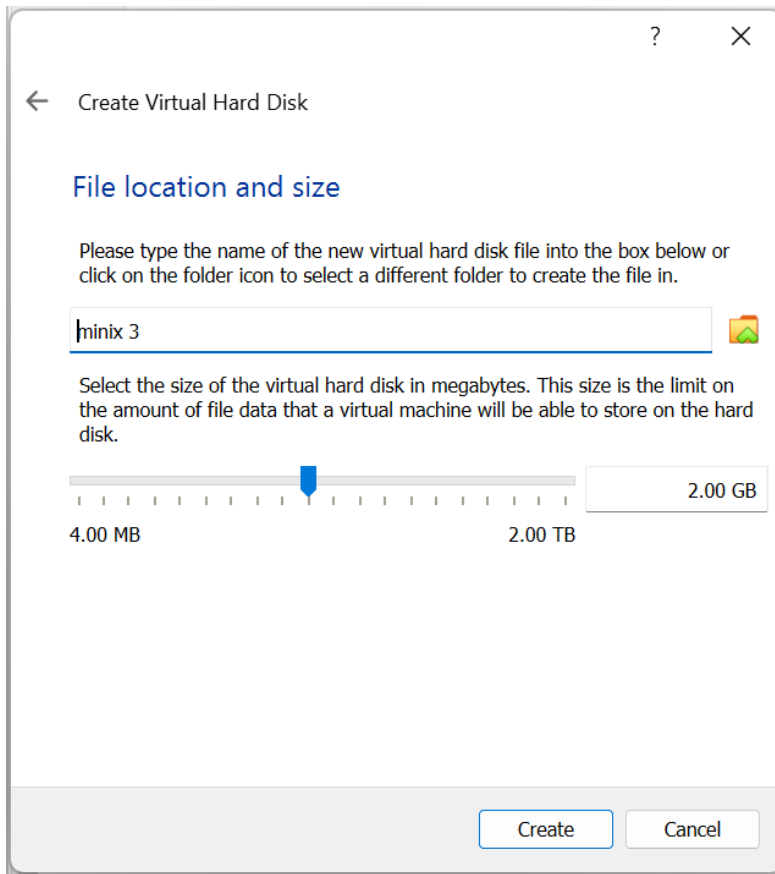 ?
Create Virtual Hard Disk
File location and size
Please type the name of the new virtual hard disk file into the box below or
click on the folder icon to select a different folder to create the file in.
minix 3
Select the size of the virtual hard disk in megabytes. This size is the limit on
the amount of file data that a virtual machine will be able to store on the hard
disk.
2.00 GB
4.00 MB
2.00 TB
Create
Cancel